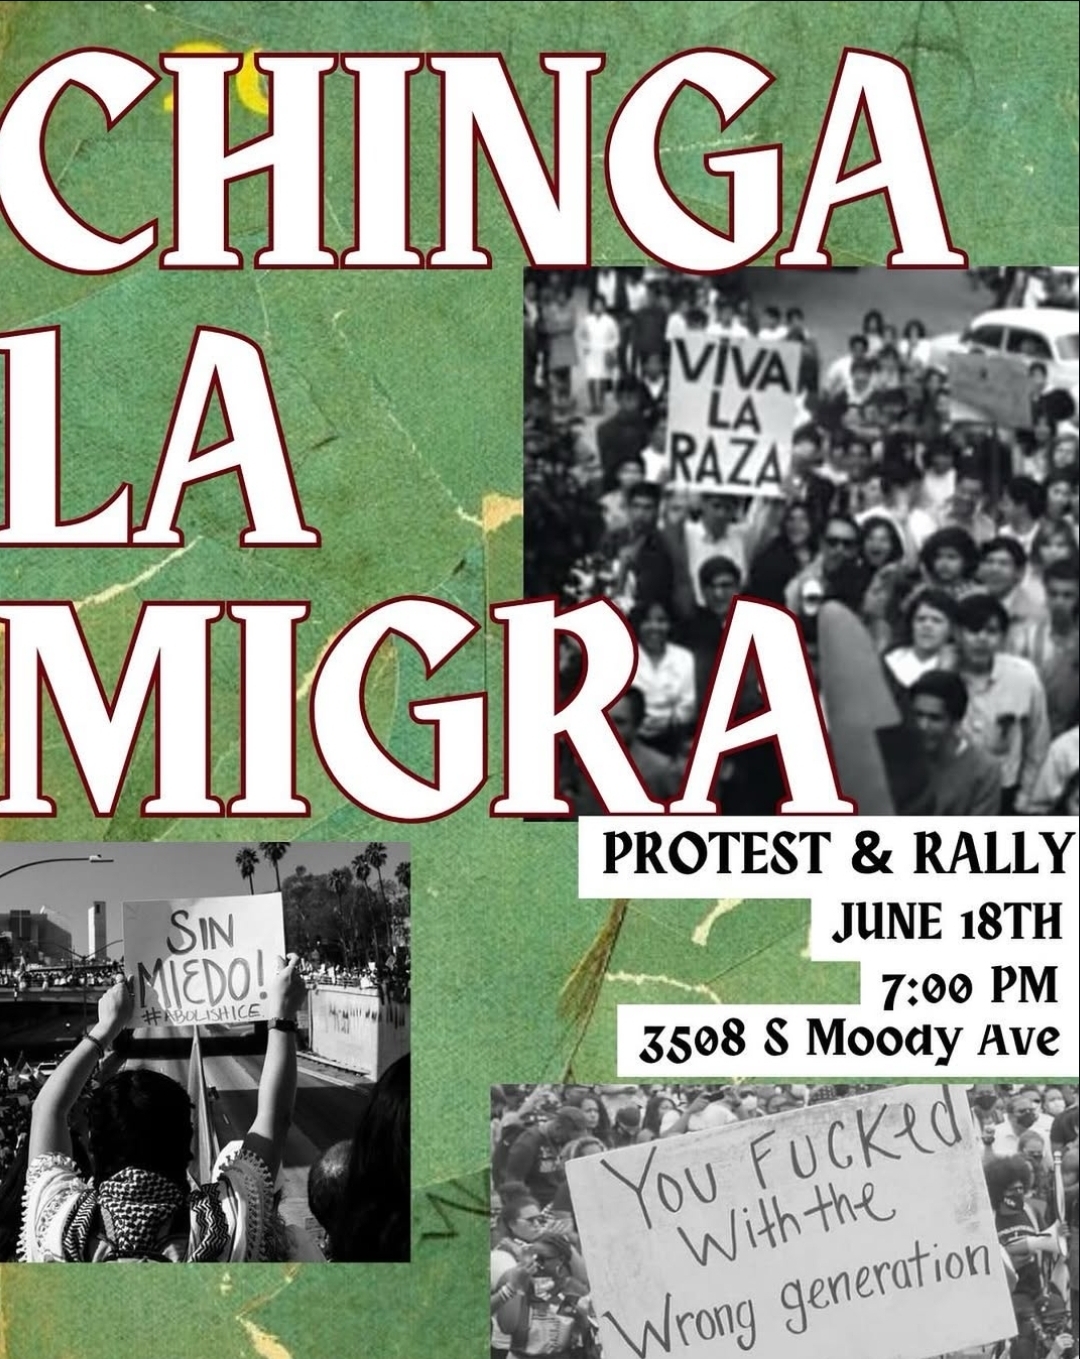 CHINGA
LA
MIGRA
VIVA
LA
RAZA
PROTEST & RALLY
JUNE 18TH
7:00 PM
3508 S Moody Ave
SIN
MIEDO!
#ABOLISHICE
You FUCKed
With the
Wrong generation